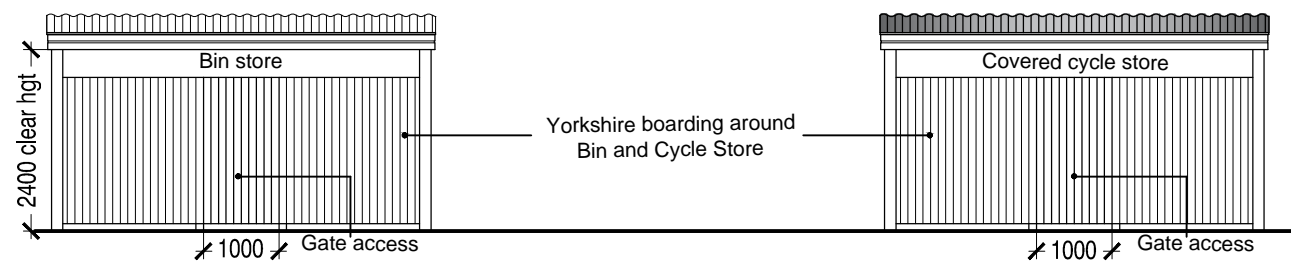 Bin store
Covered cycle store
2400 clear hgt
Yorkshire boarding around
Bin and Cycle Store
1000
Gate access
1000
Gate access